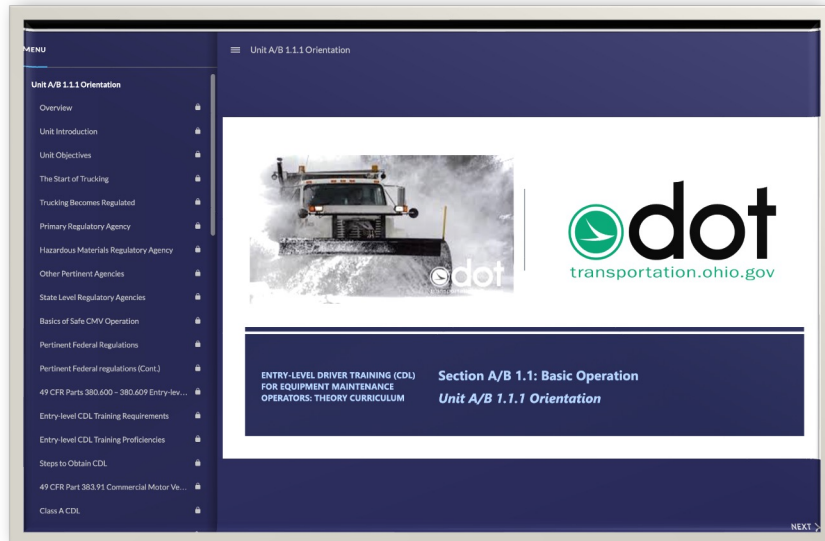 MENU
Unit A/B 1.1.1 Orientation
Overview
Unit Introduction
Unit Objectives
The Start of Trucking
Trucking Becomes Regulated
Primary Regulatory Agency
Hazardous Materials Regulatory Agency
Other Pertinent Agencies
State Level Regulatory Agencies
Basics of Safe CMV Operation
Pertinent Federal Regulations
Pertinent Federal regulations (Cont.)
49 CFR Parts 380.600 – 380.609 Entry-lev...
Entry-level CDL Training Requirements
Entry-level CDL Training Proficiencies
Steps to Obtain CDL
49 CFR Part 383.91 Commercial Motor Ve...
Class A CDL
Unit A/B 1.1.1 Orientation
dot
dot
transportation.ohio.gov
ENTRY-LEVEL DRIVER TRAINING (CDL)
FOR EQUIPMENT MAINTENANCE
OPERATORS: THEORY CURRICULUM
Section A/B 1.1: Basic Operation
Unit A/B 1.1.1 Orientation
NEXT